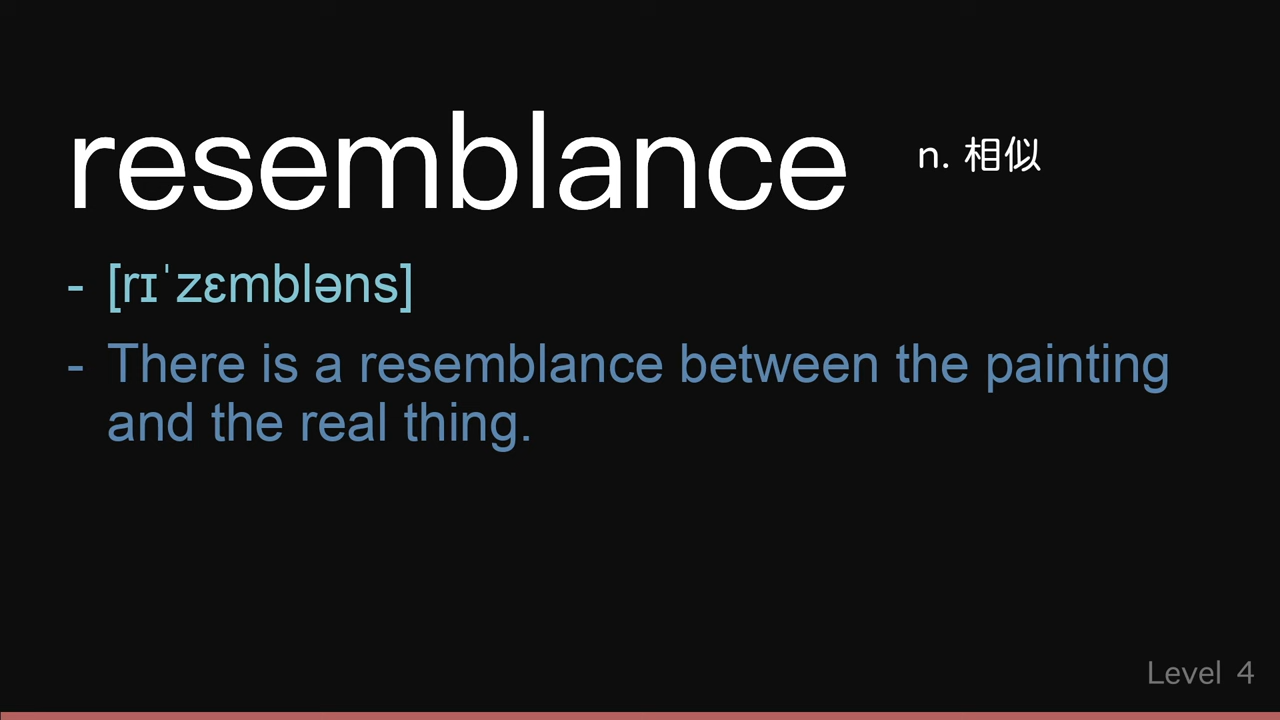 resemblance n. 相似
- [rɪˈzɛmbləns]
- There is a resemblance between the painting
and the real thing.
Level 4